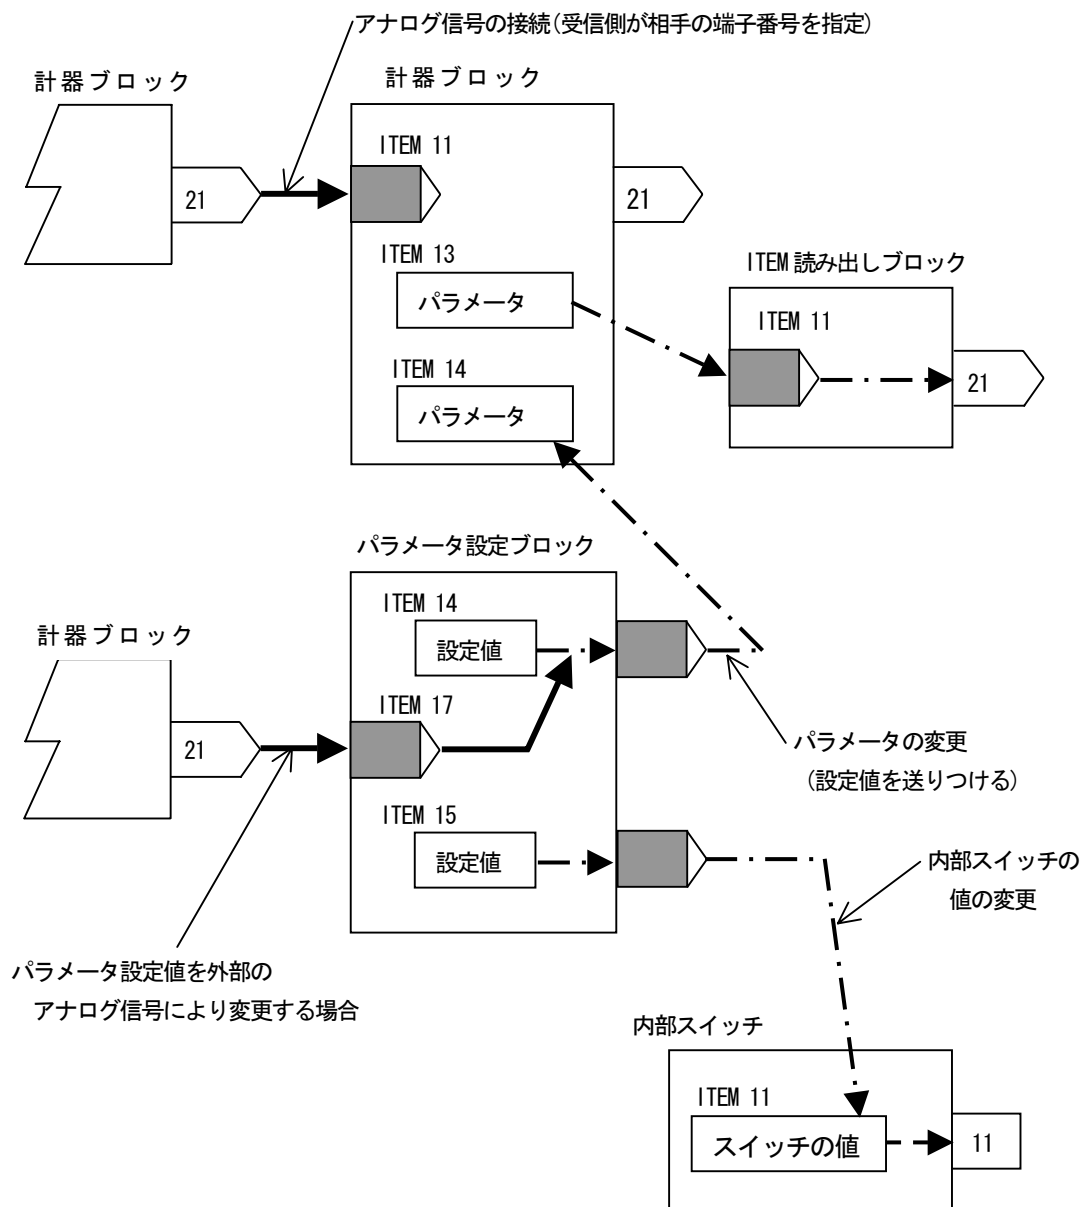 アナログ信号の接続(受信側が相手の端子番号を指定)
計器ブロック
計器ブロック
ITEM 11
21
21
ITEM 13
パラメータ
ITEM 読み出しブロック
ITEM 11
21
ITEM 14
パラメータ
パラメータ設定ブロック
計器ブロック
ITEM 14
設定値
ITEM 17
21
パラメータの変更
(設定値を送りつける)
ITEM 15
設定値
内部スイッチの
値の変更
パラメータ設定値を外部の
アナログ信号により変更する場合
内部スイッチ
ITEM 11
スイッチの値
11